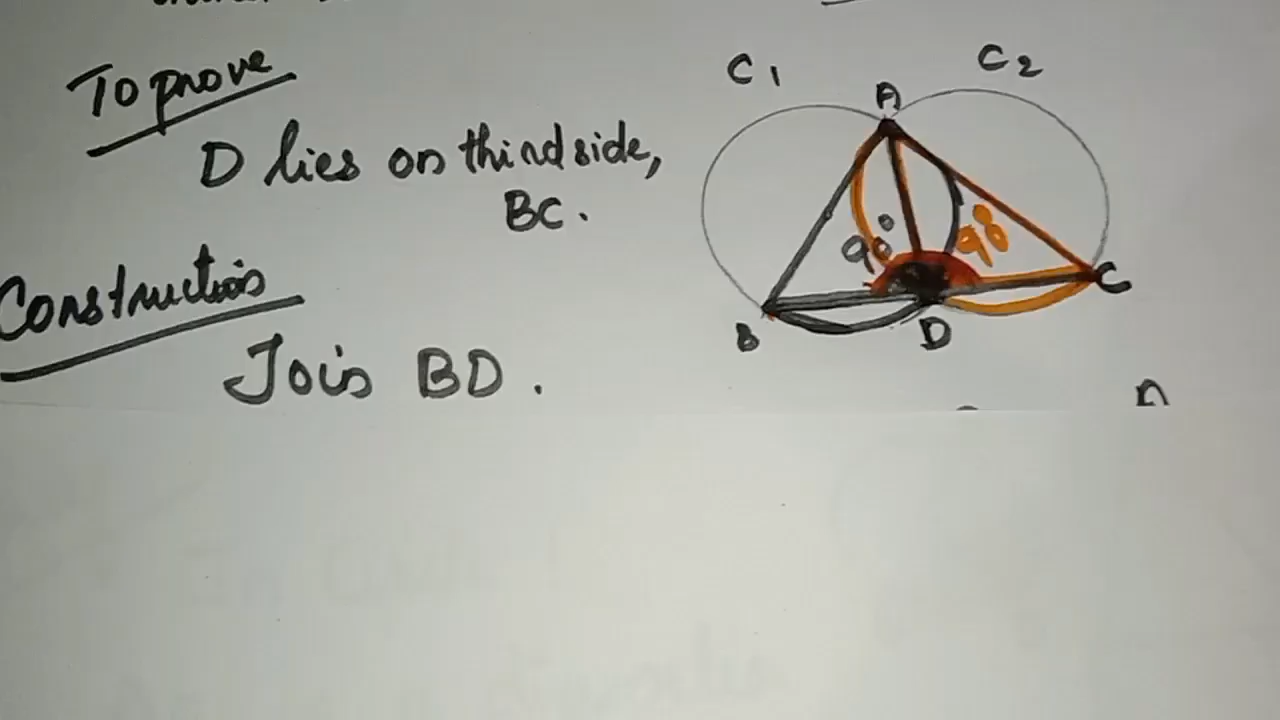 To prove
D lies on third side,
BC.
Construction
Join BD.
C1
C2
A
90°
90
B
D
C